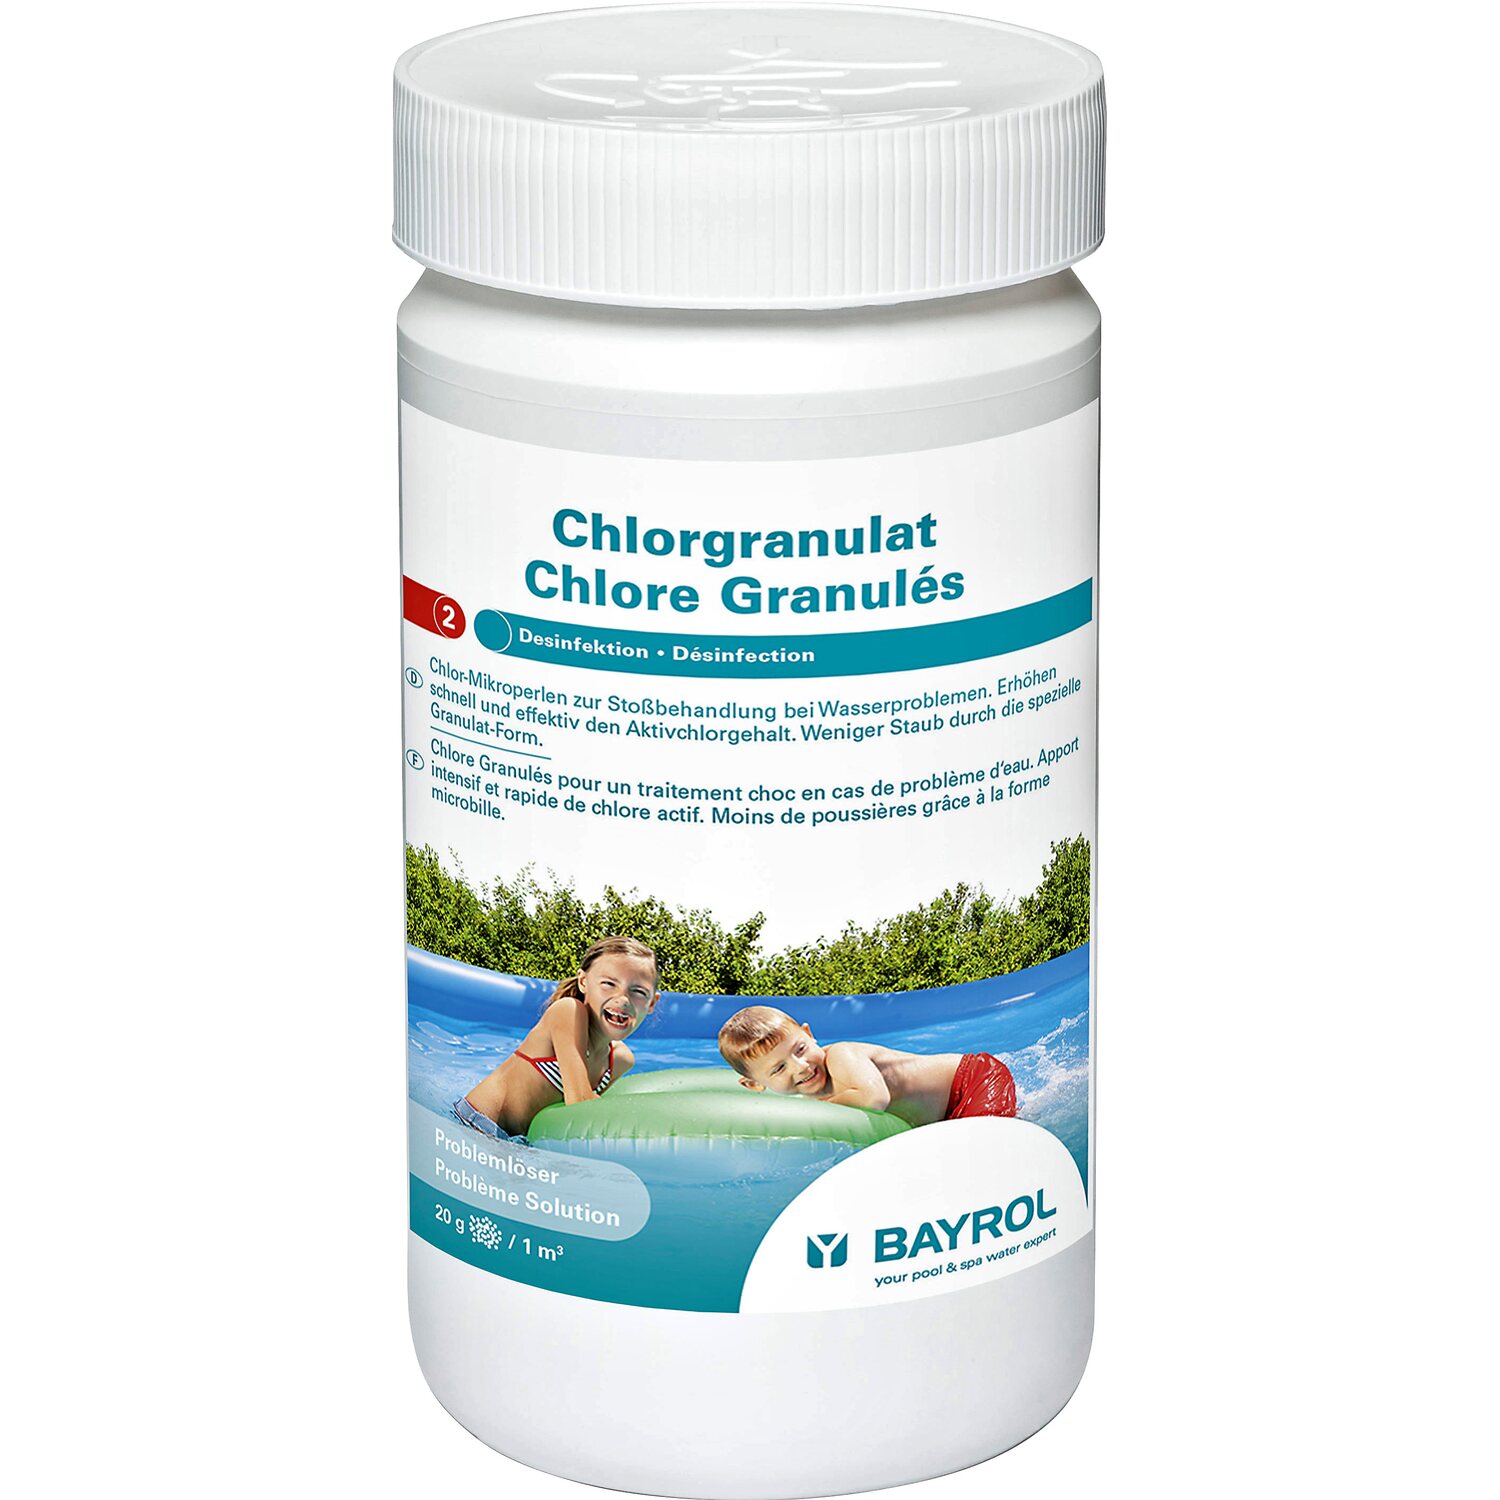 Chlorgranulat
Chlore Granulés
2
Desinfektion • Désinfection
D Chlor-Mikroperlen zur Stoßbehandlung bei Wasserproblemen. Erhöhen
schnell und effektiv den Aktivchlorgehalt. Weniger Staub durch die spezielle
Granulat-Form.
F Chlore Granulés pour un traitement choc en cas de problème d'eau. Apport
intensif et rapide de chlore actif. Moins de poussières grâce à la forme
microbille.
Problemlöser
Problème Solution
20 g / 1 m³
BAYROL
your pool & spa water expert